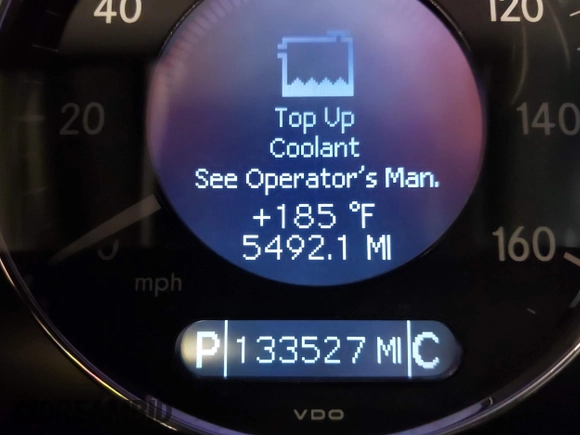 40
120
20
140
0
160
mph
Top Up
Coolant
See Operator's Man.
+185 °F
5492.1 MI
P 133527 MI C
VDO